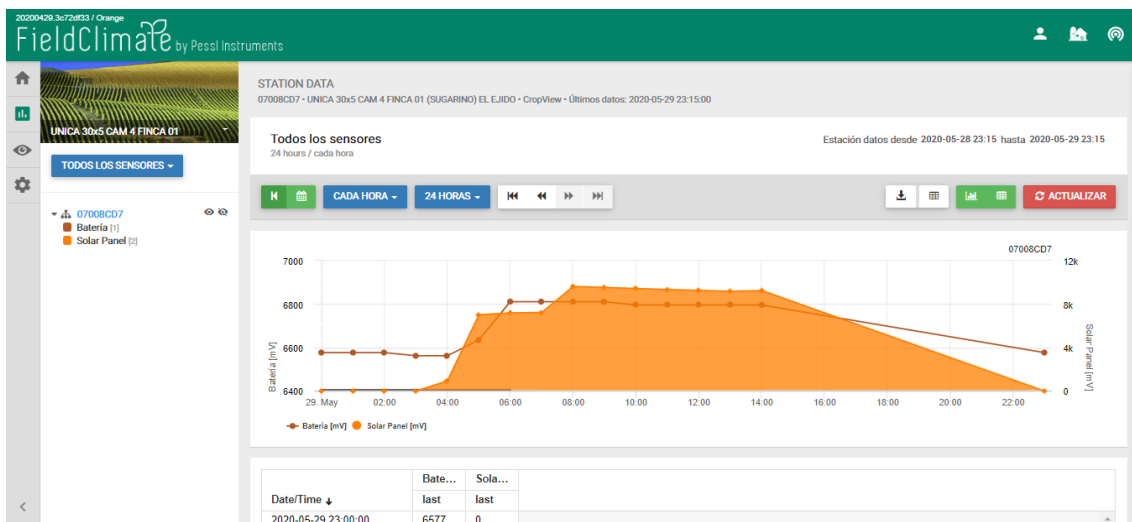 20200429.3c72df33 / Orange
FieldClimate by Pessl Instruments
UNICA 30x5 CAM 4 FINCA 01
TODOS LOS SENSORES
07008CD7
Batería [1]
Solar Panel [2]
STATION DATA
07008CD7 • UNICA 30x5 CAM 4 FINCA 01 (SUGARINO) EL EJIDO • CropView • Últimos datos: 2020-05-29 23:15:00
Todos los sensores
24 hours / cada hora
Estación datos desde 2020-05-28 23:15 hasta 2020-05-29 23:15
CADA HORA
24 HORAS
ACTUALIZAR
07008CD7
7000
6800
6600
6400
Batería [mV]
12k
8k
4k
0
Solar Panel [mV]
29. May 02:00 04:00 06:00 08:00 10:00 12:00 14:00 16:00 18:00 20:00 22:00
Batería [mV] Solar Panel [mV]
Bate... Sola...
Date/Time last last
2020-05-29 23:00:00 6577 0